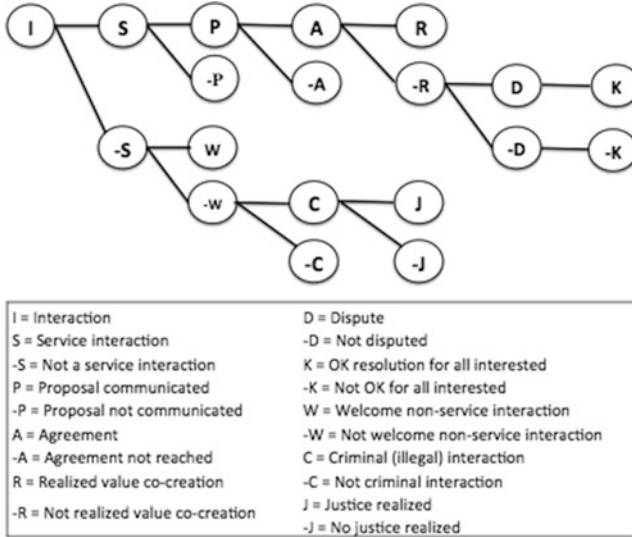 I S P A R
-P -A -R D K
-S W -D -K
-w C J
-C -J
I = Interaction
S = Service interaction
-S = Not a service interaction
P = Proposal communicated
-P = Proposal not communicated
A = Agreement
-A = Agreement not reached
R = Realized value co-creation
-R = Not realized value co-creation
D = Dispute
-D = Not disputed
K = OK resolution for all interested
-K = Not OK for all interested
W = Welcome non-service interaction
-W = Not welcome non-service interaction
C = Criminal (illegal) interaction
-C = Not criminal interaction
J = Justice realized
-J = No justice realized